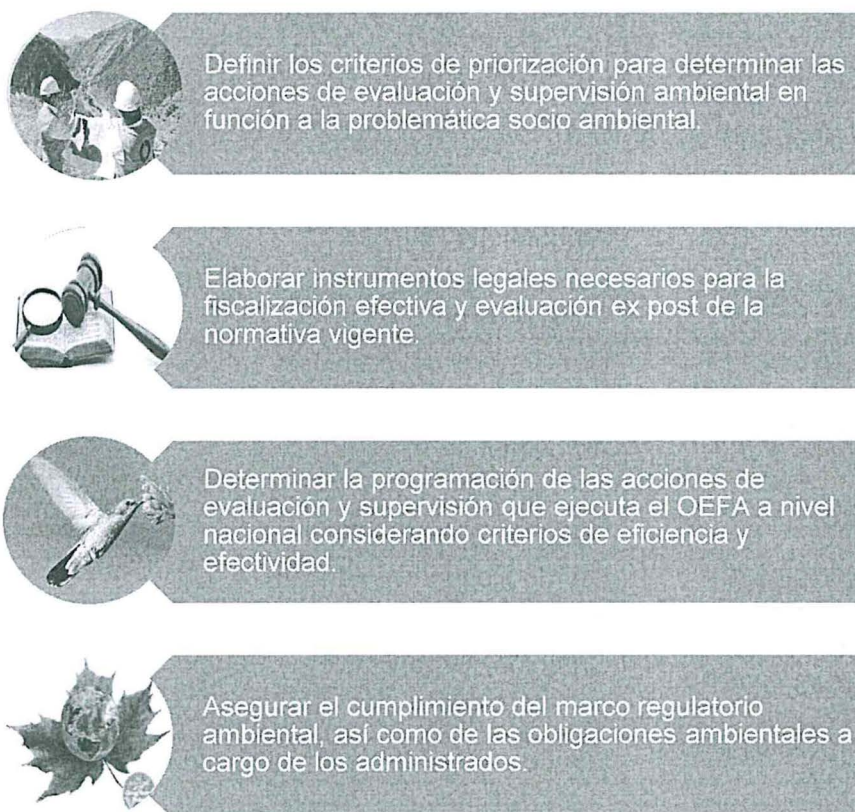 Definir los criterios de priorización para determinar las
acciones de evaluación y supervisión ambiental en
función a la problemática socio ambiental.
Elaborar instrumentos legales necesarios para la
fiscalización efectiva y evaluación ex post de la
normativa vigente.
Determinar la programación de las acciones de
evaluación y supervisión que ejecuta el OEFA a nivel
nacional considerando criterios de eficiencia y
efectividad.
Asegurar el cumplimiento del marco regulatorio
ambiental, así como de las obligaciones ambientales a
cargo de los administrados.